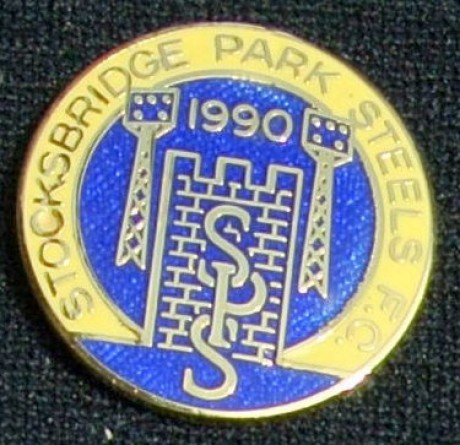 STOCKSBRIDGE PARK STEELS F.C.
1990
SPS